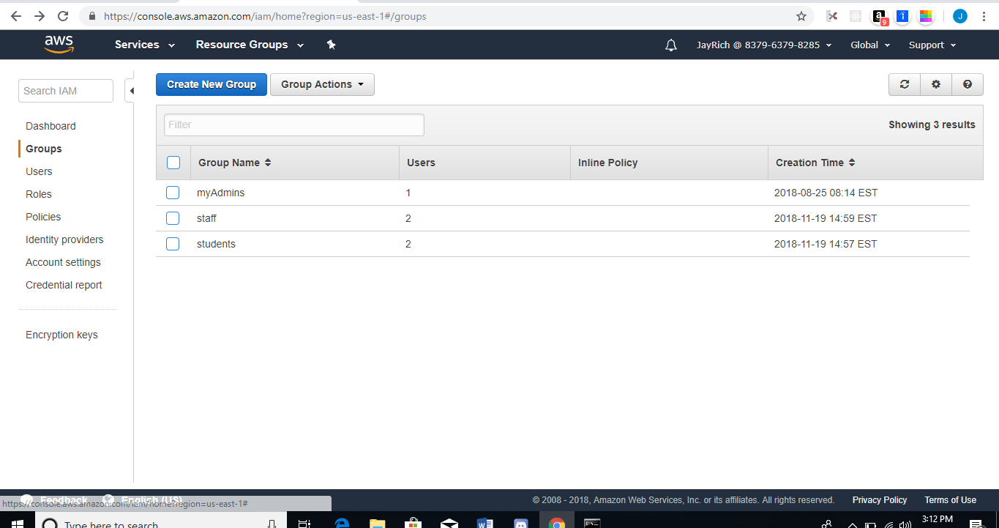 https://console.aws.amazon.com/iam/home?region=us-east-1#/groups
a 9 i J
aws Services Resource Groups JayRich @ 8379-6379-8285 Global Support
Search IAM
Create New Group Group Actions
Filter
Showing 3 results
Dashboard
Groups
Users
Roles
Policies
Identity providers
Account settings
Credential report
Encryption keys
Group Name Users Inline Policy Creation Time
myAdmins 1 2018-08-25 08:14 EST
staff 2 2018-11-19 14:59 EST
students 2 2018-11-19 14:57 EST
Feedback English (US)
https://console.aws.amazon.com/iam/home?region=us-east-1#
© 2008 - 2018, Amazon Web Services, Inc. or its affiliates. All rights reserved. Privacy Policy Terms of Use
Type here to search
3:12 PM